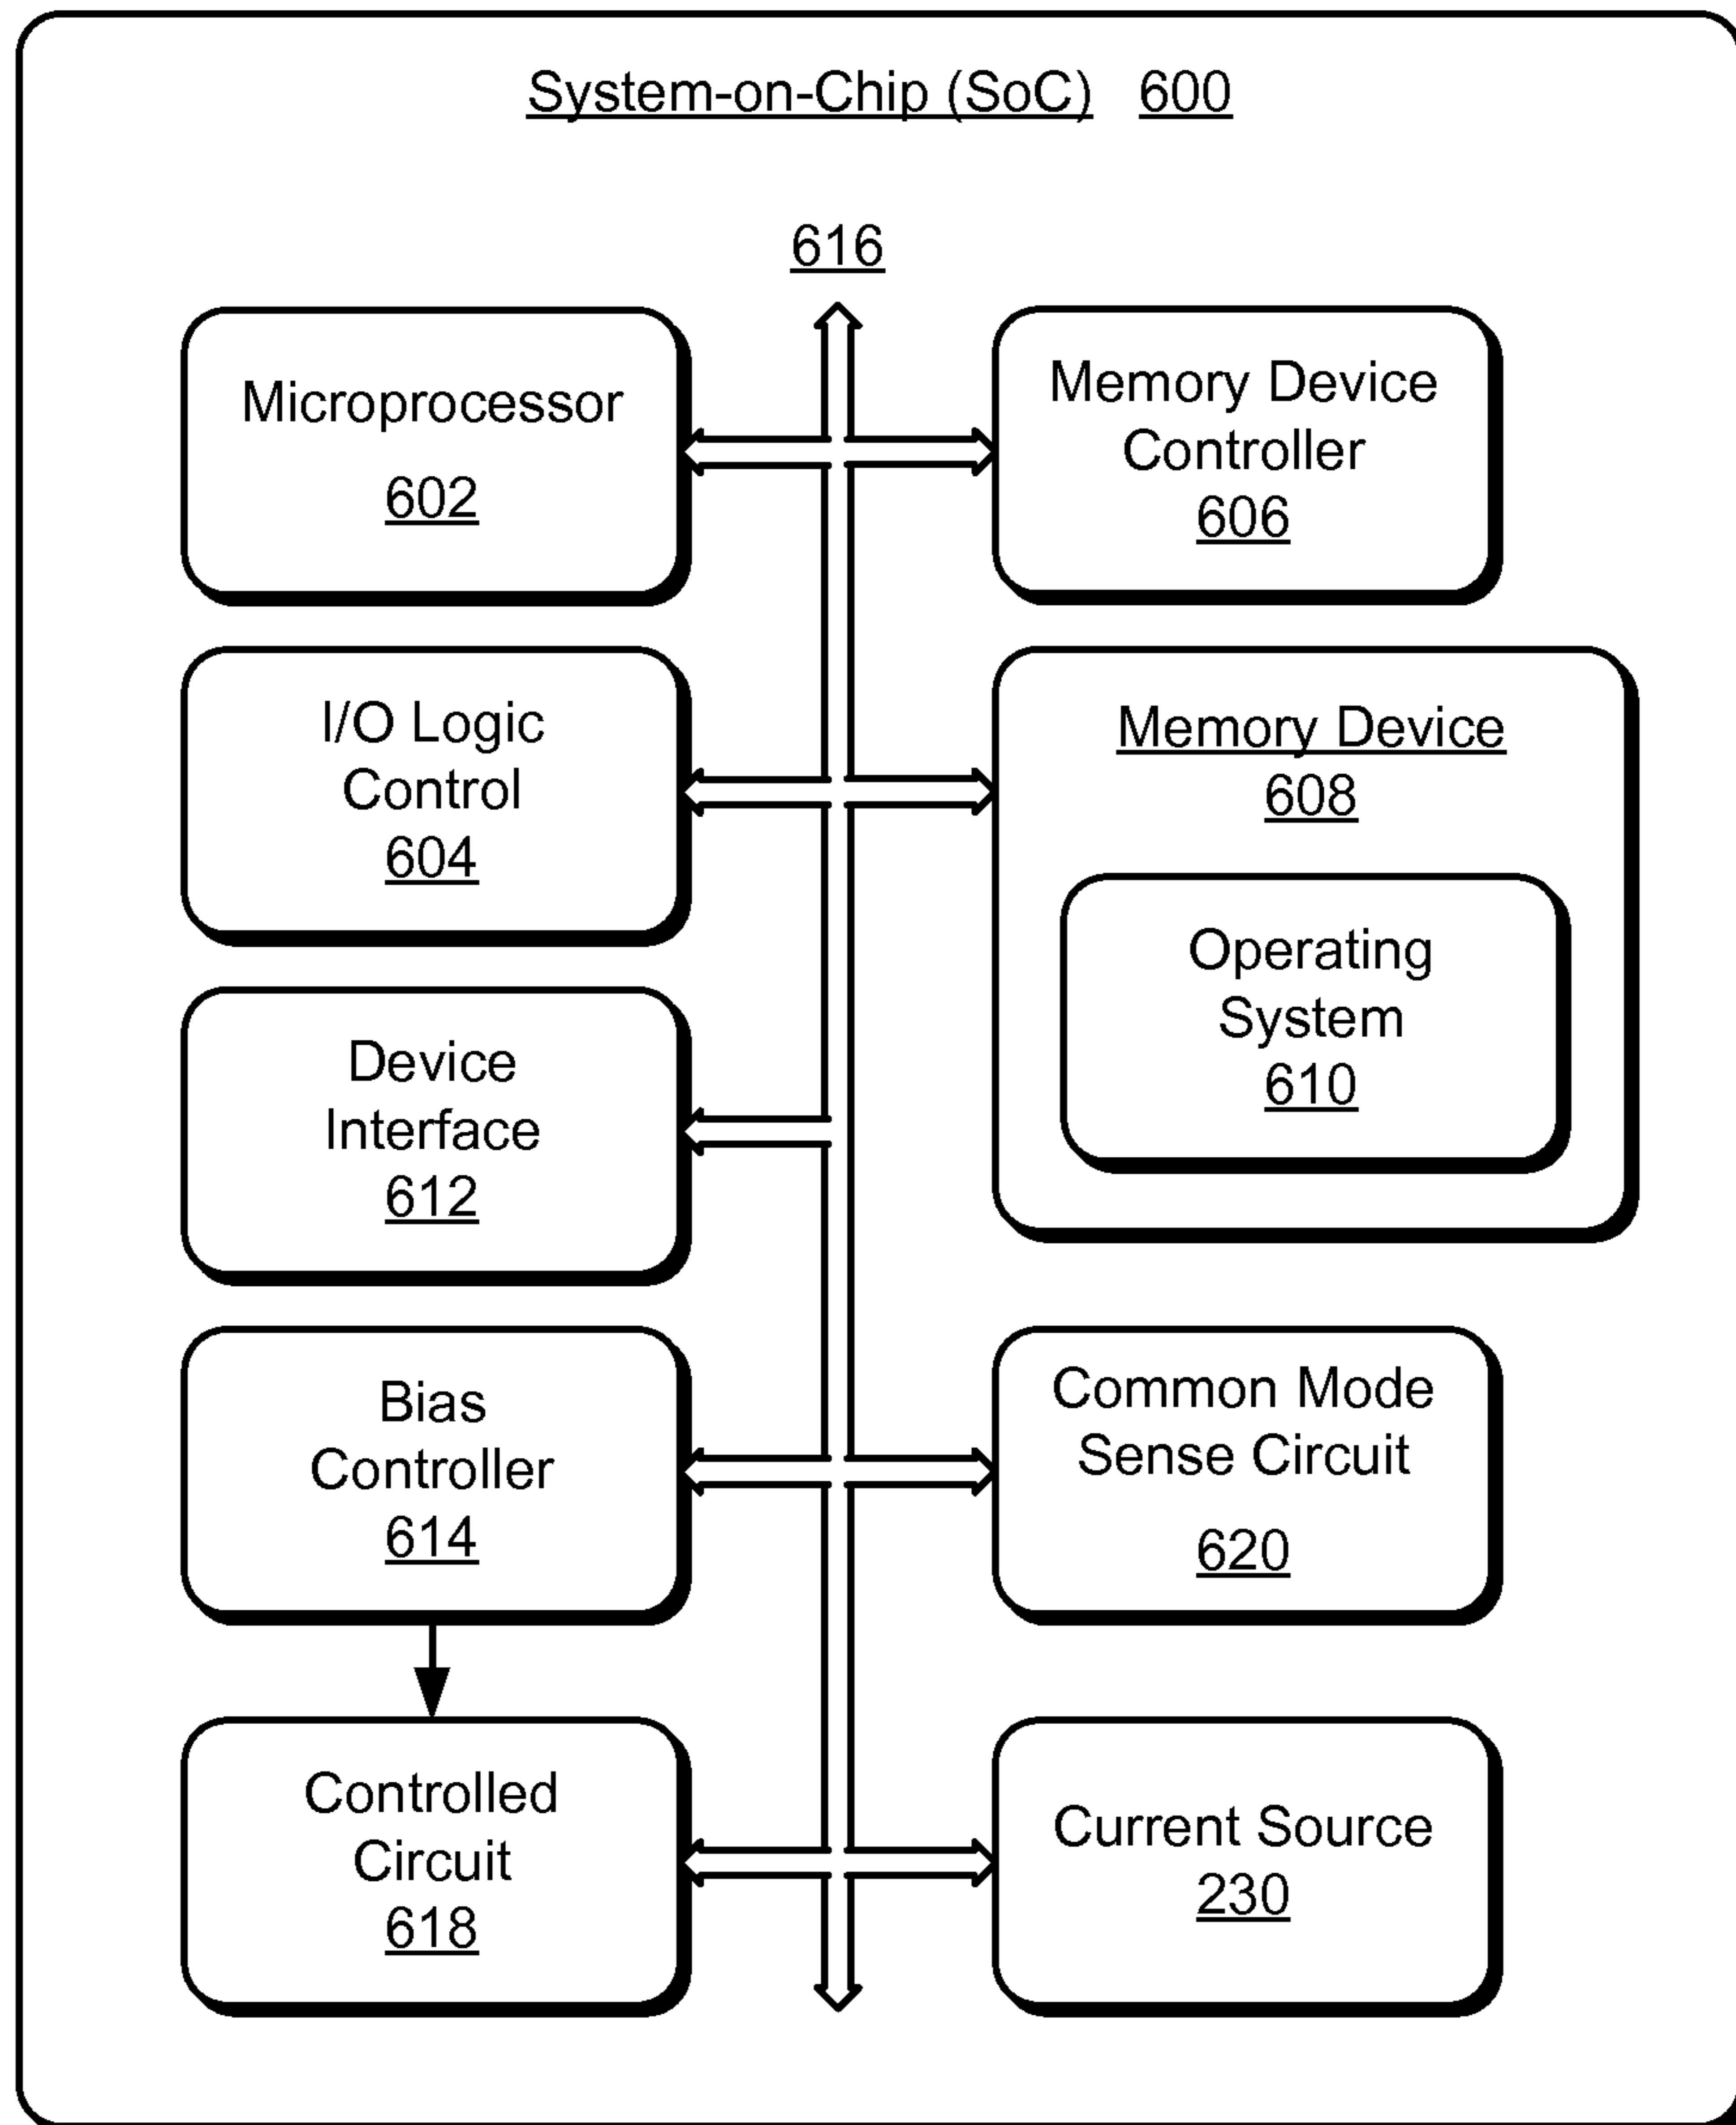 System-on-Chip (SoC) 600
616
Microprocessor
602
Memory Device
Controller
606
I/O Logic
Control
604
Memory Device
608
Operating
System
610
Device
Interface
612
Bias
Controller
614
Common Mode
Sense Circuit
620
Controlled
Circuit
618
Current Source
230